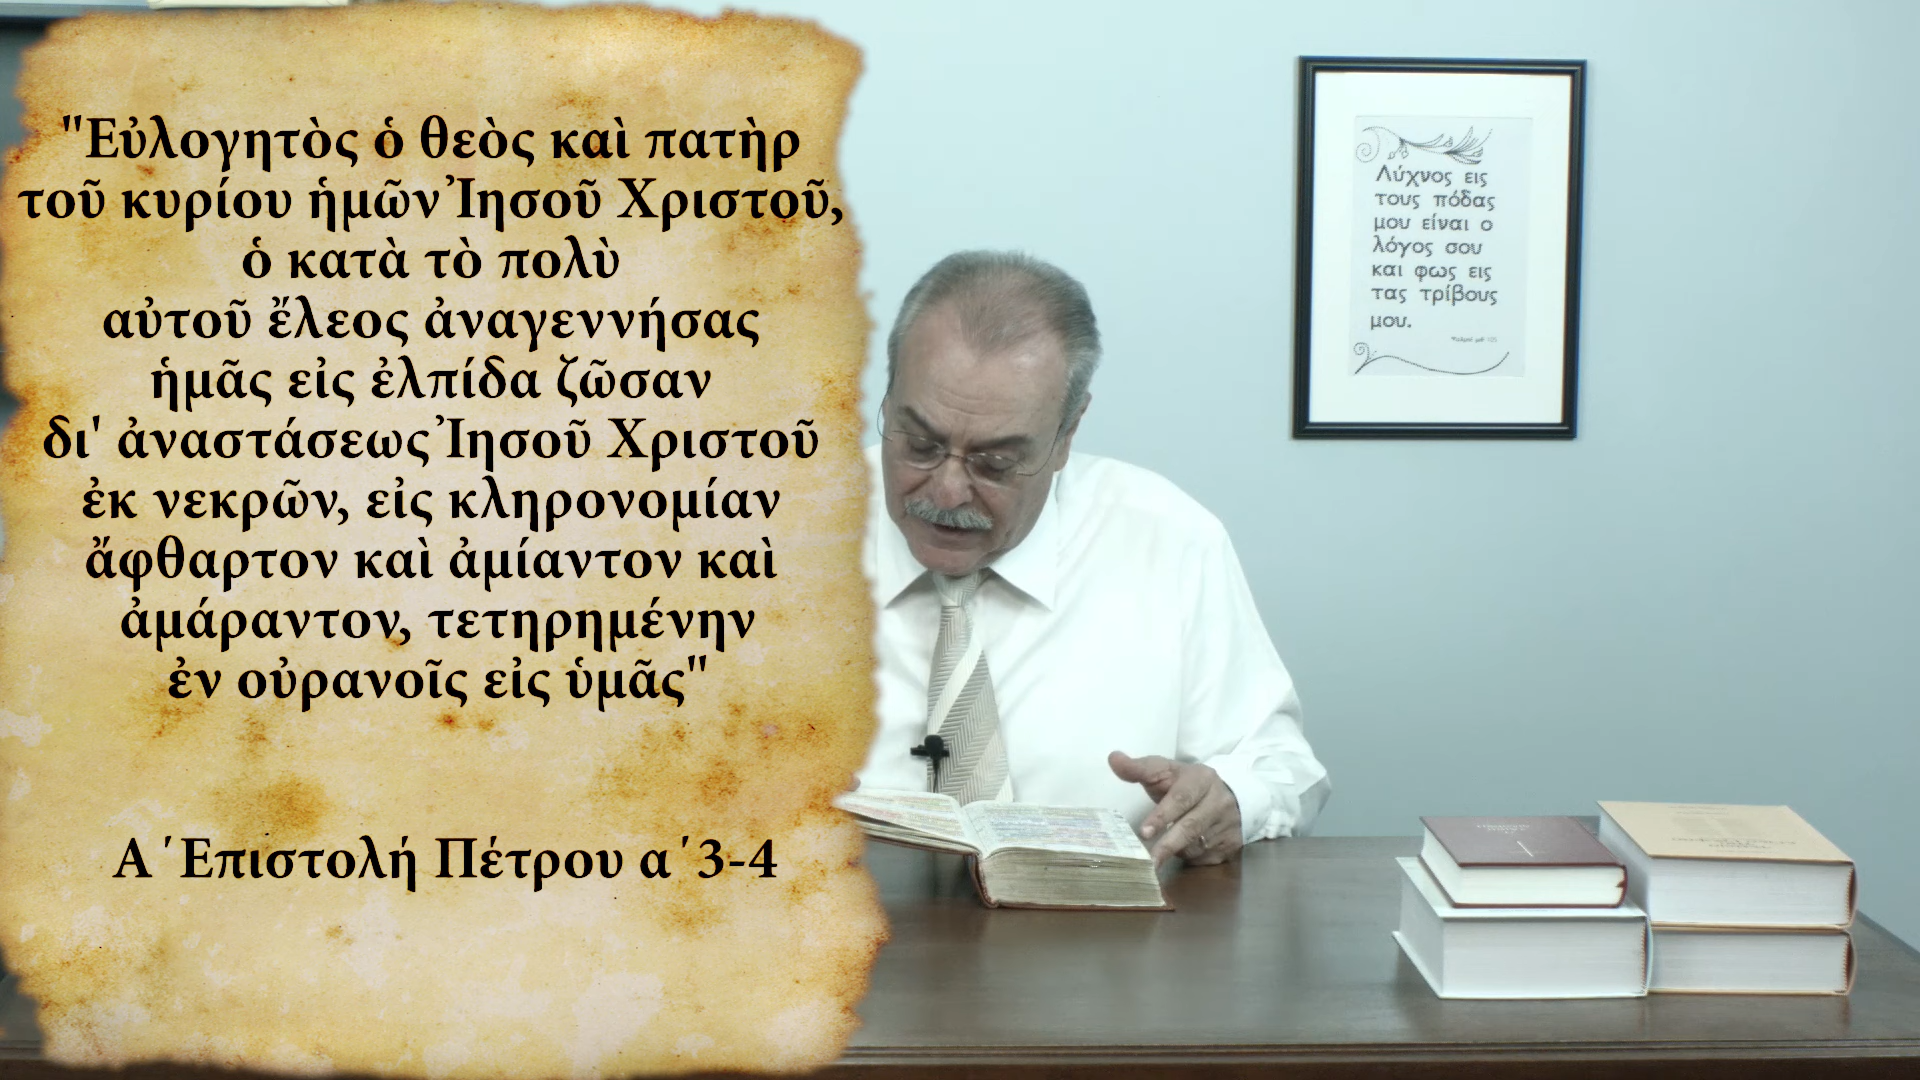 "Εὐλογητὸς ὁ θεὸς καὶ πατὴρ
τοῦ κυρίου ἡμῶν Ἰησοῦ Χριστοῦ,
ὁ κατὰ τὸ πολὺ
αὐτοῦ ἔλεος ἀναγεννήσας
ἡμᾶς εἰς ἐλπίδα ζῶσαν
δι' ἀναστάσεως Ἰησοῦ Χριστοῦ
ἐκ νεκρῶν, εἰς κληρονομίαν
ἄφθαρτον καὶ ἀμίαντον καὶ
ἀμάραντον, τετηρημένην
ἐν οὐρανοῖς εἰς ὑμᾶς"
Α΄Επιστολή Πέτρου α΄3-4
Λύχνος εις
τους πόδας
μου είναι ο
λόγος σου
και φως εις
τας τρίβους
μου.